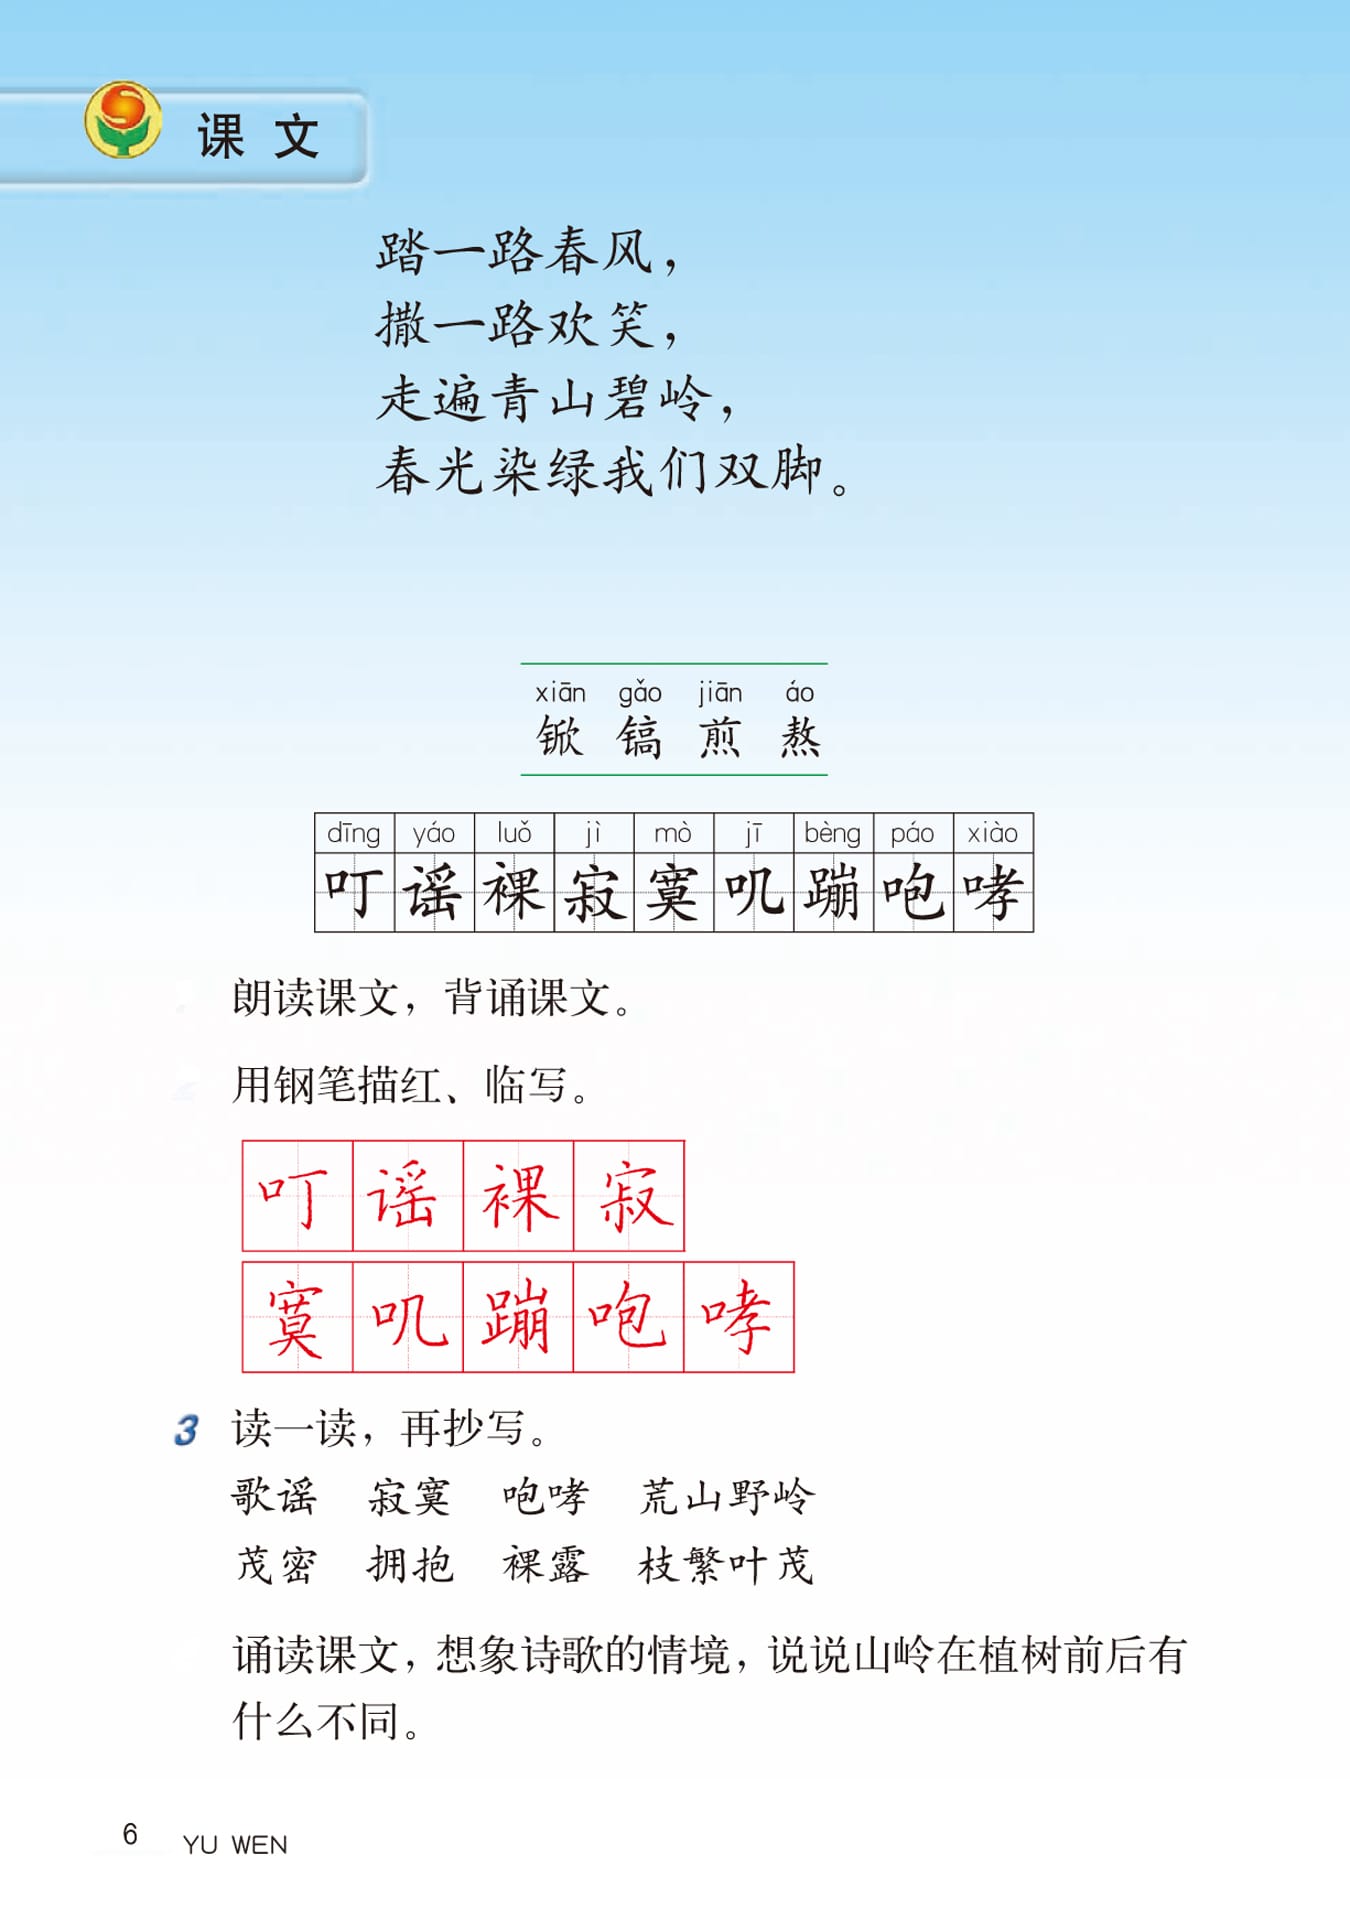 课文
踏一路春风，
撒一路欢笑，
走遍青山碧岭，
春光染绿我们双脚。
xiān gǎo jiān áo
锨 镐 煎 熬
dīng yáo luǒ jì mò jī bèng páo xiào
叮 谣 裸 寂 寞 叽 蹦 咆 哮
朗读课文，背诵课文。
用钢笔描红、临写。
叮 谣 裸 寂
寞 叽 蹦 咆 哮
3 读一读，再抄写。
歌谣 寂寞 咆哮 荒山野岭
茂密 拥抱 裸露 枝繁叶茂
诵读课文，想象诗歌的情境，说说山岭在植树前后有
什么不同。
6 YU WEN